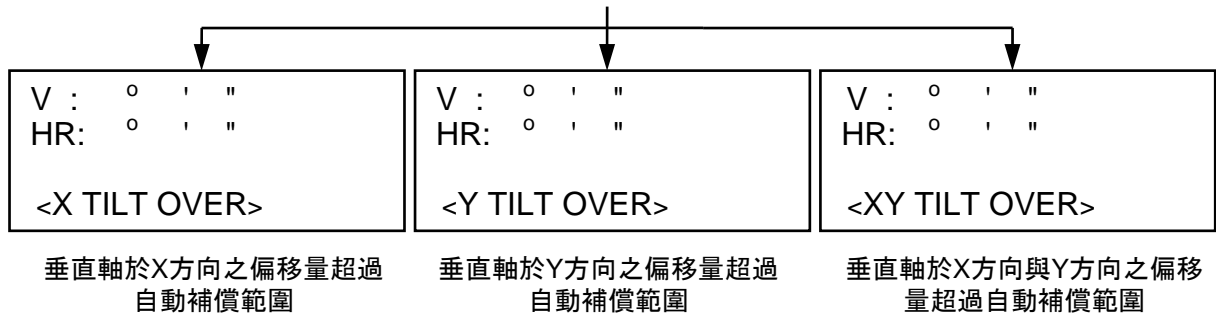 V : º ' "
HR: º ' "
<X TILT OVER>
垂直軸於X方向之偏移量超過
自動補償範圍
V : º ' "
HR: º ' "
<Y TILT OVER>
垂直軸於Y方向之偏移量超過
自動補償範圍
V : º ' "
HR: º ' "
<XY TILT OVER>
垂直軸於X方向與Y方向之偏移
量超過自動補償範圍